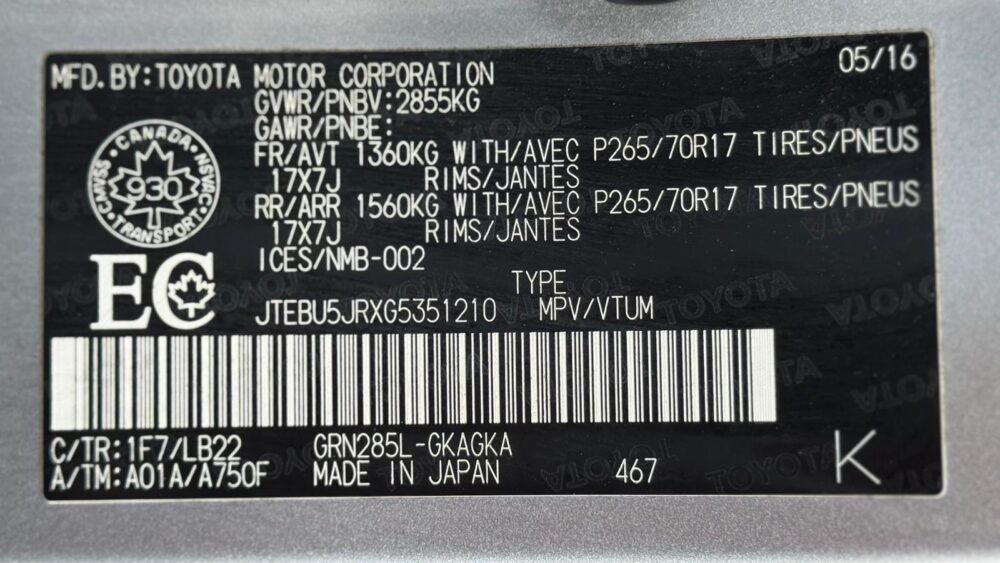 MFD. BY: TOYOTA MOTOR CORPORATION 05/16
GVWR/PNBV: 2855KG
GAWR/PNBE:
FR/AVT 1360KG WITH/AVEC P265/70R17 TIRES/PNEUS
17X7J RIMS/JANTES
RR/ARR 1560KG WITH/AVEC P265/70R17 TIRES/PNEUS
17X7J RIMS/JANTES
ICES/NMB-002
CANADA
CMVSS NSVAC
930
TRANSPORT
EC
TYPE
JTEBU5JRXG5351210 MPV/VTUM
C/TR: 1F7/LB22 GRN285L-GKAGKA
A/TM: A01A/A750F MADE IN JAPAN 467 K
TOYOTA